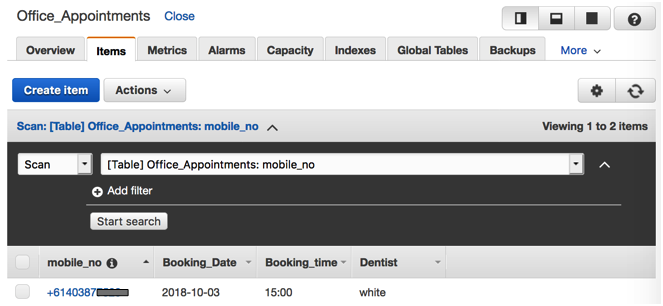 Office_Appointments Close
?
Overview Items Metrics Alarms Capacity Indexes Global Tables Backups More
Create item Actions
Scan: [Table] Office_Appointments: mobile_no Viewing 1 to 2 items
Scan [Table] Office_Appointments: mobile_no
Add filter
Start search
mobile_no Booking_Date Booking_time Dentist
+6140387 2018-10-03 15:00 white